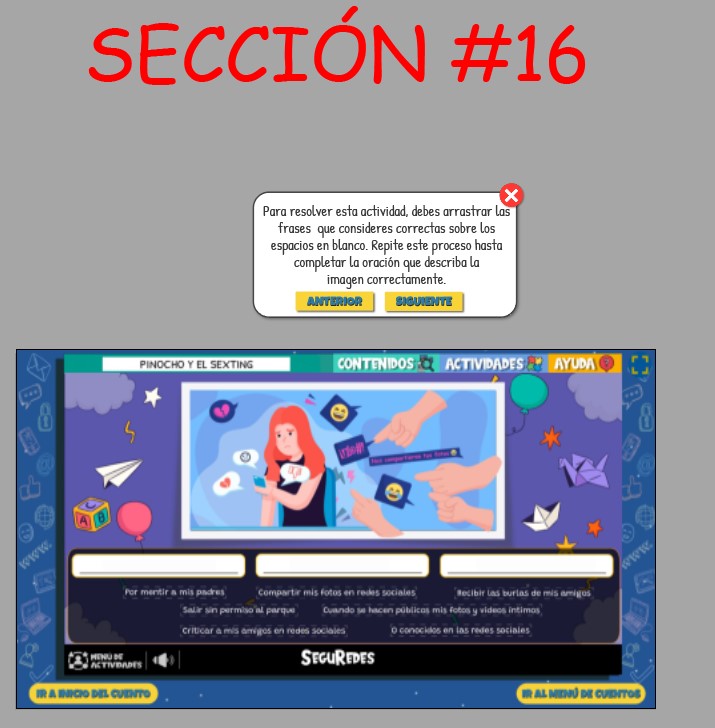 SECCIÓN #16
Para resolver esta actividad, debes arrastrar las
frases que consideres correctas sobre los
espacios en blanco. Repite este proceso hasta
completar la oración que describa la
imagen correctamente.
ANTERIOR SIGUIENTE
PINOCHO Y EL SEXTING CONTENIDOS ACTIVIDADES AYUDA
Por mentir a mis padres Compartir mis fotos en redes sociales Recibir las burlas de mis amigos
Salir sin permiso al parque Cuando se hacen públicos mis fotos y videos íntimos
Criticar a mis amigos en redes sociales O conocidos en las redes sociales
MENÚ DE
ACTIVIDADES
SEGUREDES
IR A INICIO DEL CUENTO IR AL MENÚ DE CUENTOS